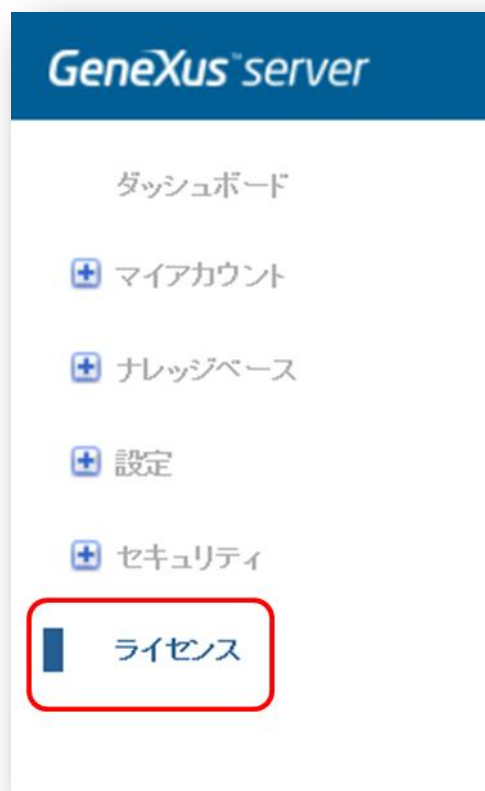 GeneXus™ server
ダッシュボード
マイアカウント
ナレッジベース
設定
セキュリティ
ライセンス